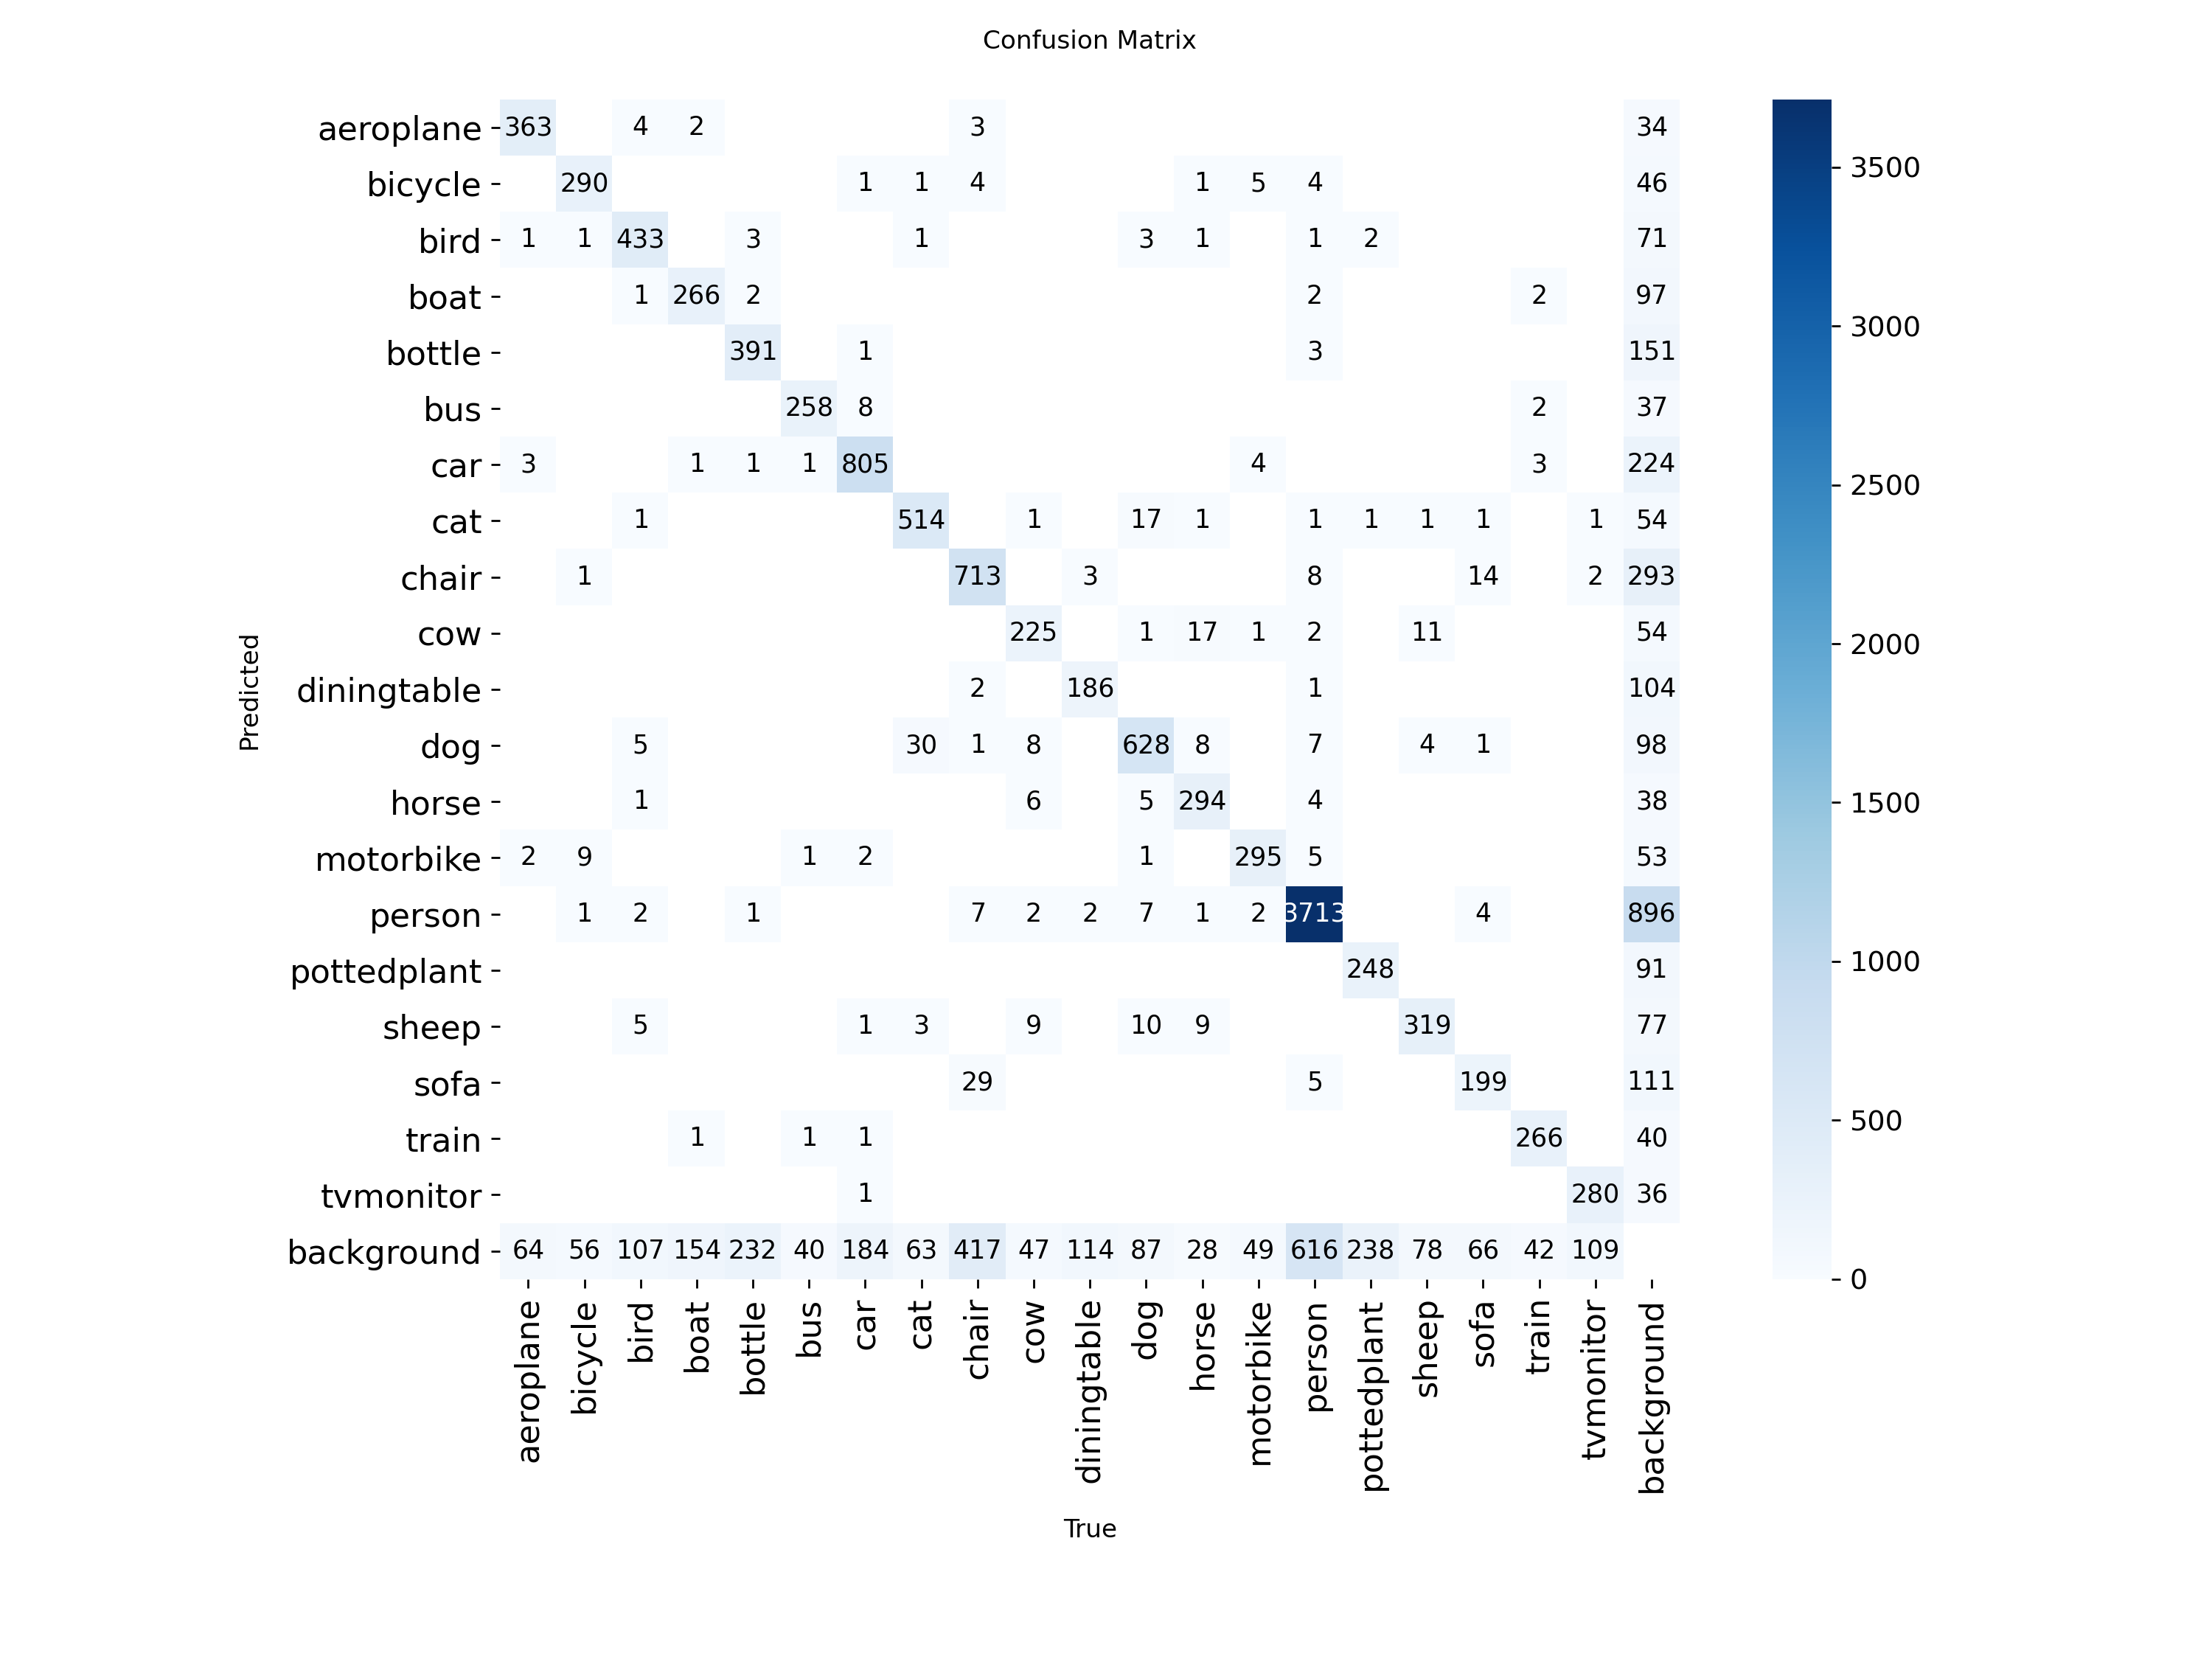 Confusion Matrix
aeroplane 363 4 2 3 34
bicycle 290 1 1 4 1 5 4 46
bird 1 1 433 3 1 3 1 1 2 71
boat 1 266 2 2 2 97
bottle 391 1 3 151
bus 258 8 2 37
car 3 1 1 1 805 4 3 224
cat 1 514 1 17 1 1 1 1 1 1 54
chair 1 713 3 8 14 2 293
cow 225 1 17 1 2 11 54
diningtable 2 186 1 104
dog 5 30 1 8 628 8 7 4 1 98
horse 1 6 5 294 4 38
motorbike 2 9 1 2 1 295 5 53
person 1 2 1 7 2 2 7 1 2 3713 4 896
pottedplant 248 91
sheep 5 1 3 9 10 9 319 77
sofa 29 5 199 111
train 1 1 1 266 40
tvmonitor 1 280 36
background 64 56 107 154 232 40 184 63 417 47 114 87 28 49 616 238 78 66 42 109
aeroplane bicycle bird boat bottle bus car cat chair cow diningtable dog horse motorbike person pottedplant sheep sofa train tvmonitor background
True
Predicted
3500
3000
2500
2000
1500
1000
500
0